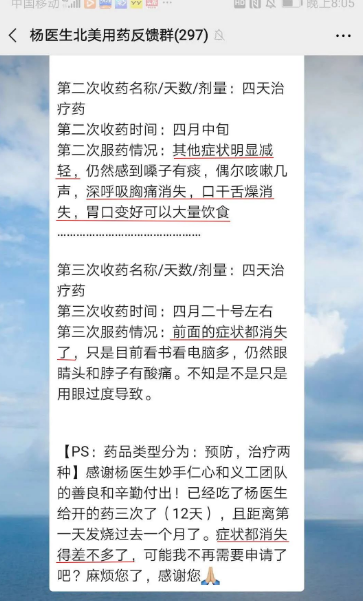 中国移动
晚上8:05
杨医生北美用药反馈群(297)
第二次收药名称/天数/剂量：四天治
疗药
第二次收药时间：四月中旬
第二次服药情况：其他症状明显减
轻，仍然感到嗓子有痰，偶尔咳嗽几
声，深呼吸胸痛消失，口干舌燥消
失，胃口变好可以大量饮食
………………………………………
第三次收药名称/天数/剂量：四天治
疗药
第三次收药时间：四月二十号左右
第三次服药情况：前面的症状都消失
了，只是目前看书看电脑多，仍然眼
睛头和脖子有酸痛。不知是不是只是
用眼过度导致。
【PS：药品类型分为：预防，治疗两
种】感谢杨医生妙手仁心和义工团队
的善良和辛勤付出！已经吃了杨医生
给开的药三次了（12天），且距离第
一天发烧过去一个月了。症状都消失
得差不多了，可能我不再需要申请了
吧？麻烦您了，感谢您🙏🏻